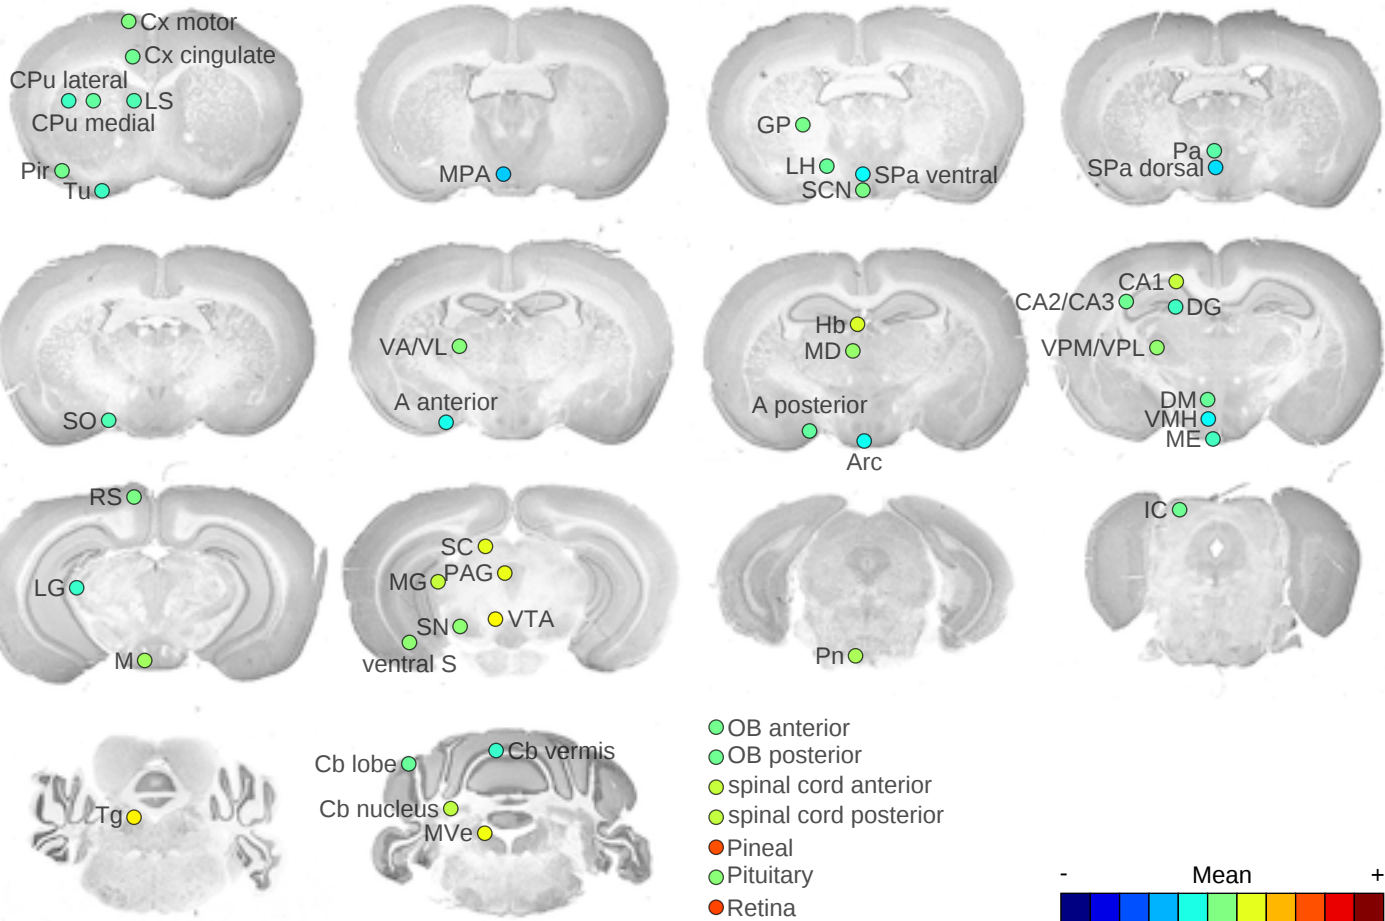 Cx motor
Cx cingulate
CPu lateral
LS
CPu medial
Pir
Tu
MPA
GP
LH
SPa ventral
SCN
Pa
SPa dorsal
SO
VA/VL
A anterior
Hb
MD
A posterior
Arc
CA1
CA2/CA3
DG
VPM/VPL
DM
VMH
ME
RS
LG
M
SC
PAG
MG
VTA
SN
ventral S
Pn
IC
Tg
Cb vermis
Cb lobe
Cb nucleus
MVe
OB anterior
OB posterior
spinal cord anterior
spinal cord posterior
Pineal
Pituitary
Retina
- Mean +